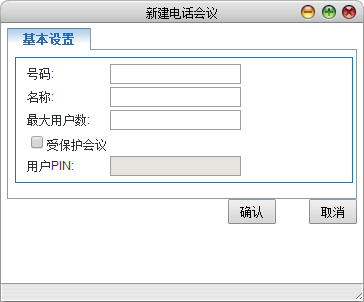 新建电话会议
基本设置
号码:
名称:
最大用户数:
受保护会议
用户PIN:
确认 取消